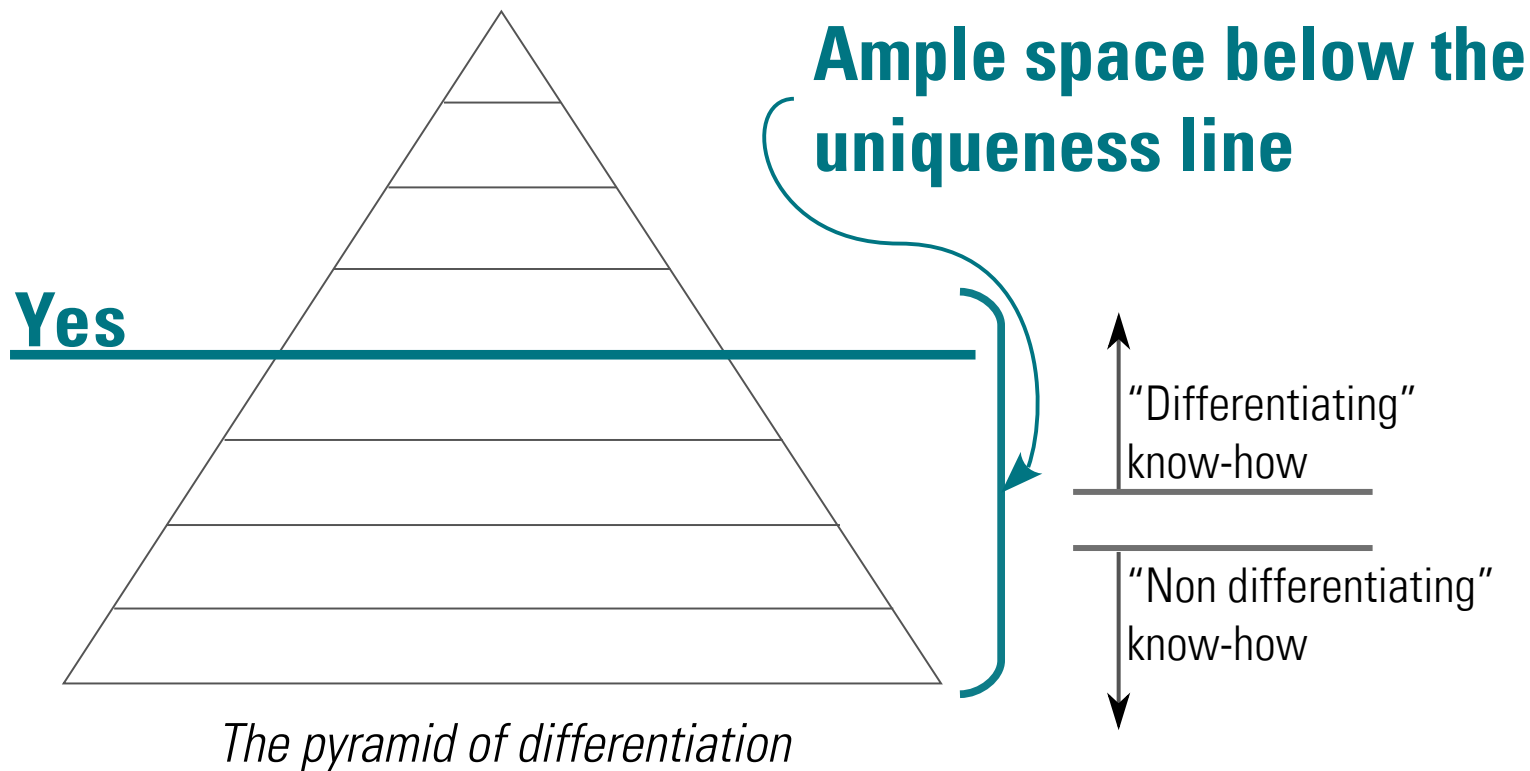 Ample space below the
uniqueness line
Yes
“Differentiating”
know-how
“Non differentiating”
know-how
The pyramid of differentiation